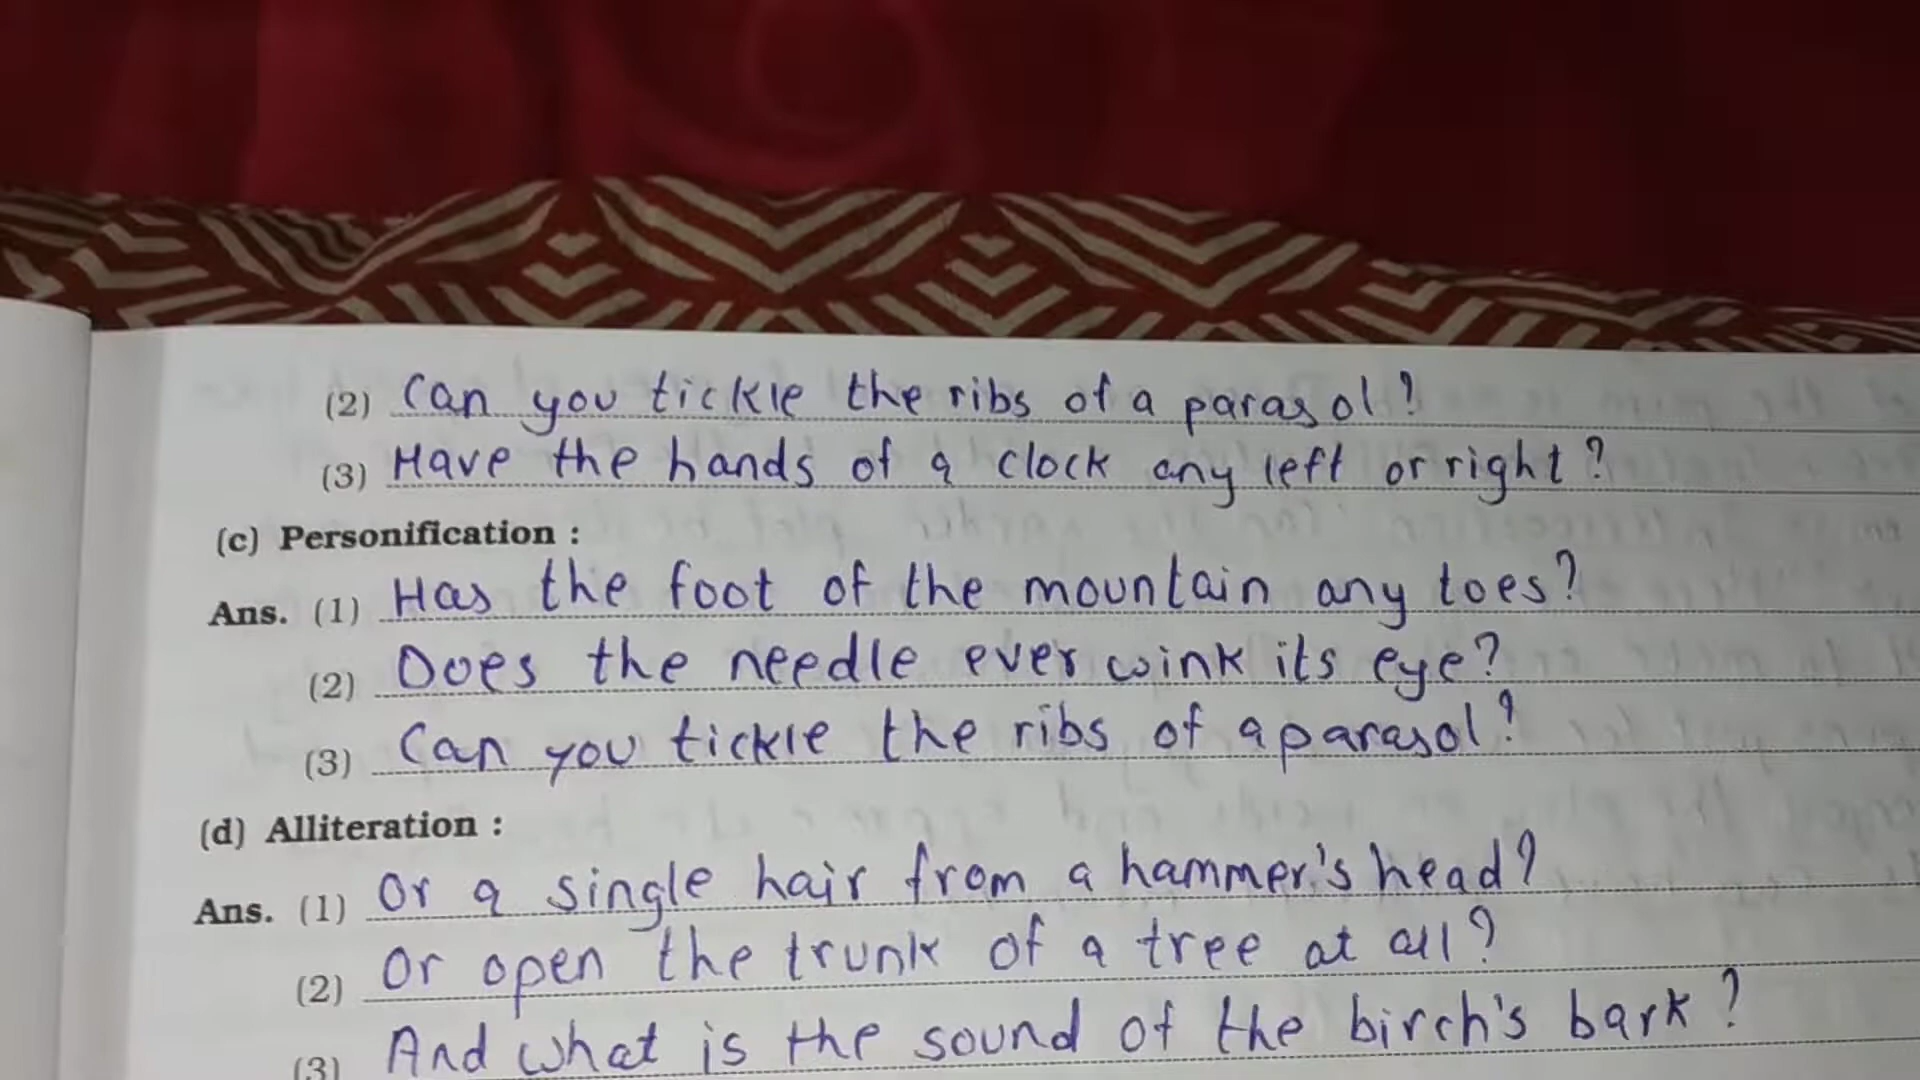 (2) Can you tickle the ribs of a parasol?
(3) Have the hands of a clock any left or right?
(c) Personification :
Ans. (1) Has the foot of the mountain any toes?
(2) Does the needle ever wink its eye?
(3) Can you tickle the ribs of a parasol?
(d) Alliteration :
Ans. (1) Or a single hair from a hammer's head?
(2) Or open the trunk of a tree at all?
(3) And what is the sound of the birch's bark?